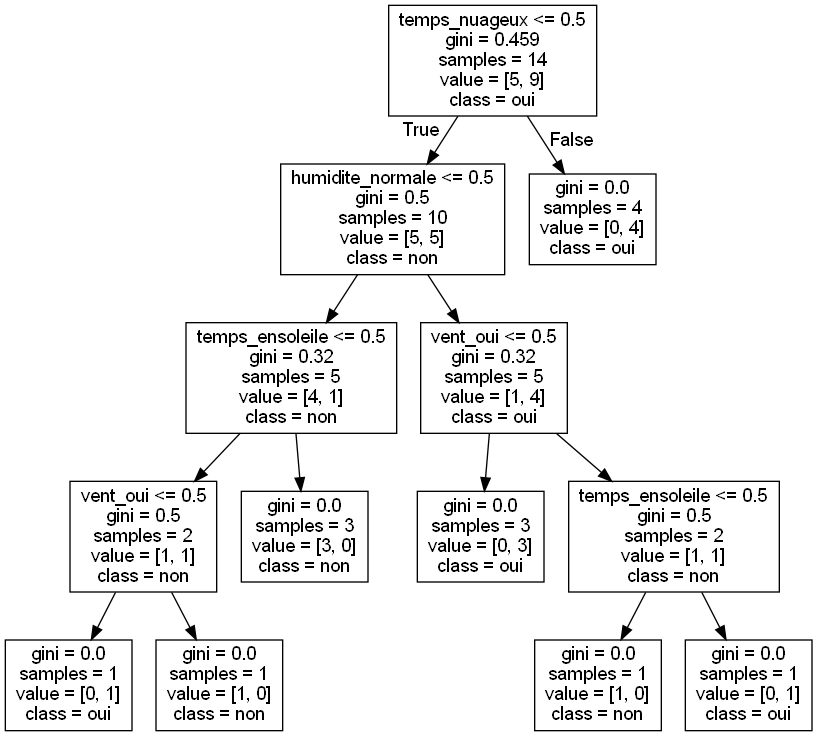 temps_nuageux <= 0.5
gini = 0.459
samples = 14
value = [5, 9]
class = oui
True
False
humidite_normale <= 0.5
gini = 0.5
samples = 10
value = [5, 5]
class = non
gini = 0.0
samples = 4
value = [0, 4]
class = oui
temps_ensoleile <= 0.5
gini = 0.32
samples = 5
value = [4, 1]
class = non
vent_oui <= 0.5
gini = 0.32
samples = 5
value = [1, 4]
class = oui
vent_oui <= 0.5
gini = 0.5
samples = 2
value = [1, 1]
class = non
gini = 0.0
samples = 3
value = [3, 0]
class = non
gini = 0.0
samples = 3
value = [0, 3]
class = oui
temps_ensoleile <= 0.5
gini = 0.5
samples = 2
value = [1, 1]
class = non
gini = 0.0
samples = 1
value = [0, 1]
class = oui
gini = 0.0
samples = 1
value = [1, 0]
class = non
gini = 0.0
samples = 1
value = [1, 0]
class = non
gini = 0.0
samples = 1
value = [0, 1]
class = oui